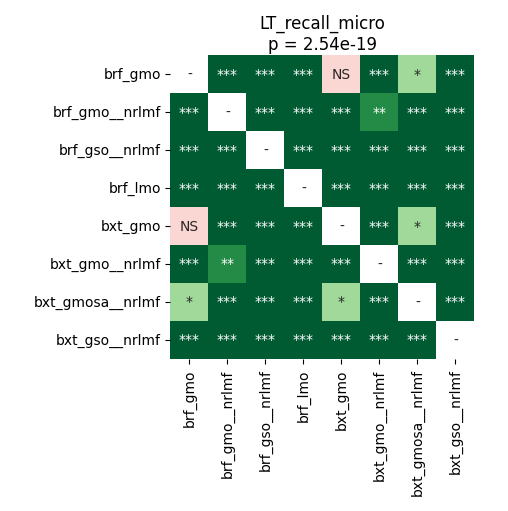 LT_recall_micro
p = 2.54e-19
brf_gmo - *** *** *** NS *** * ***
brf_gmo__nrlmf *** - *** *** *** ** *** ***
brf_gso__nrlmf *** *** - *** *** *** *** ***
brf_lmo *** *** *** - *** *** *** ***
bxt_gmo NS *** *** *** - *** * ***
bxt_gmo__nrlmf *** ** *** *** *** - *** ***
bxt_gmosa__nrlmf * *** *** *** * *** - ***
bxt_gso__nrlmf *** *** *** *** *** *** *** -
brf_gmo
brf_gmo__nrlmf
brf_gso__nrlmf
brf_lmo
bxt_gmo
bxt_gmo__nrlmf
bxt_gmosa__nrlmf
bxt_gso__nrlmf